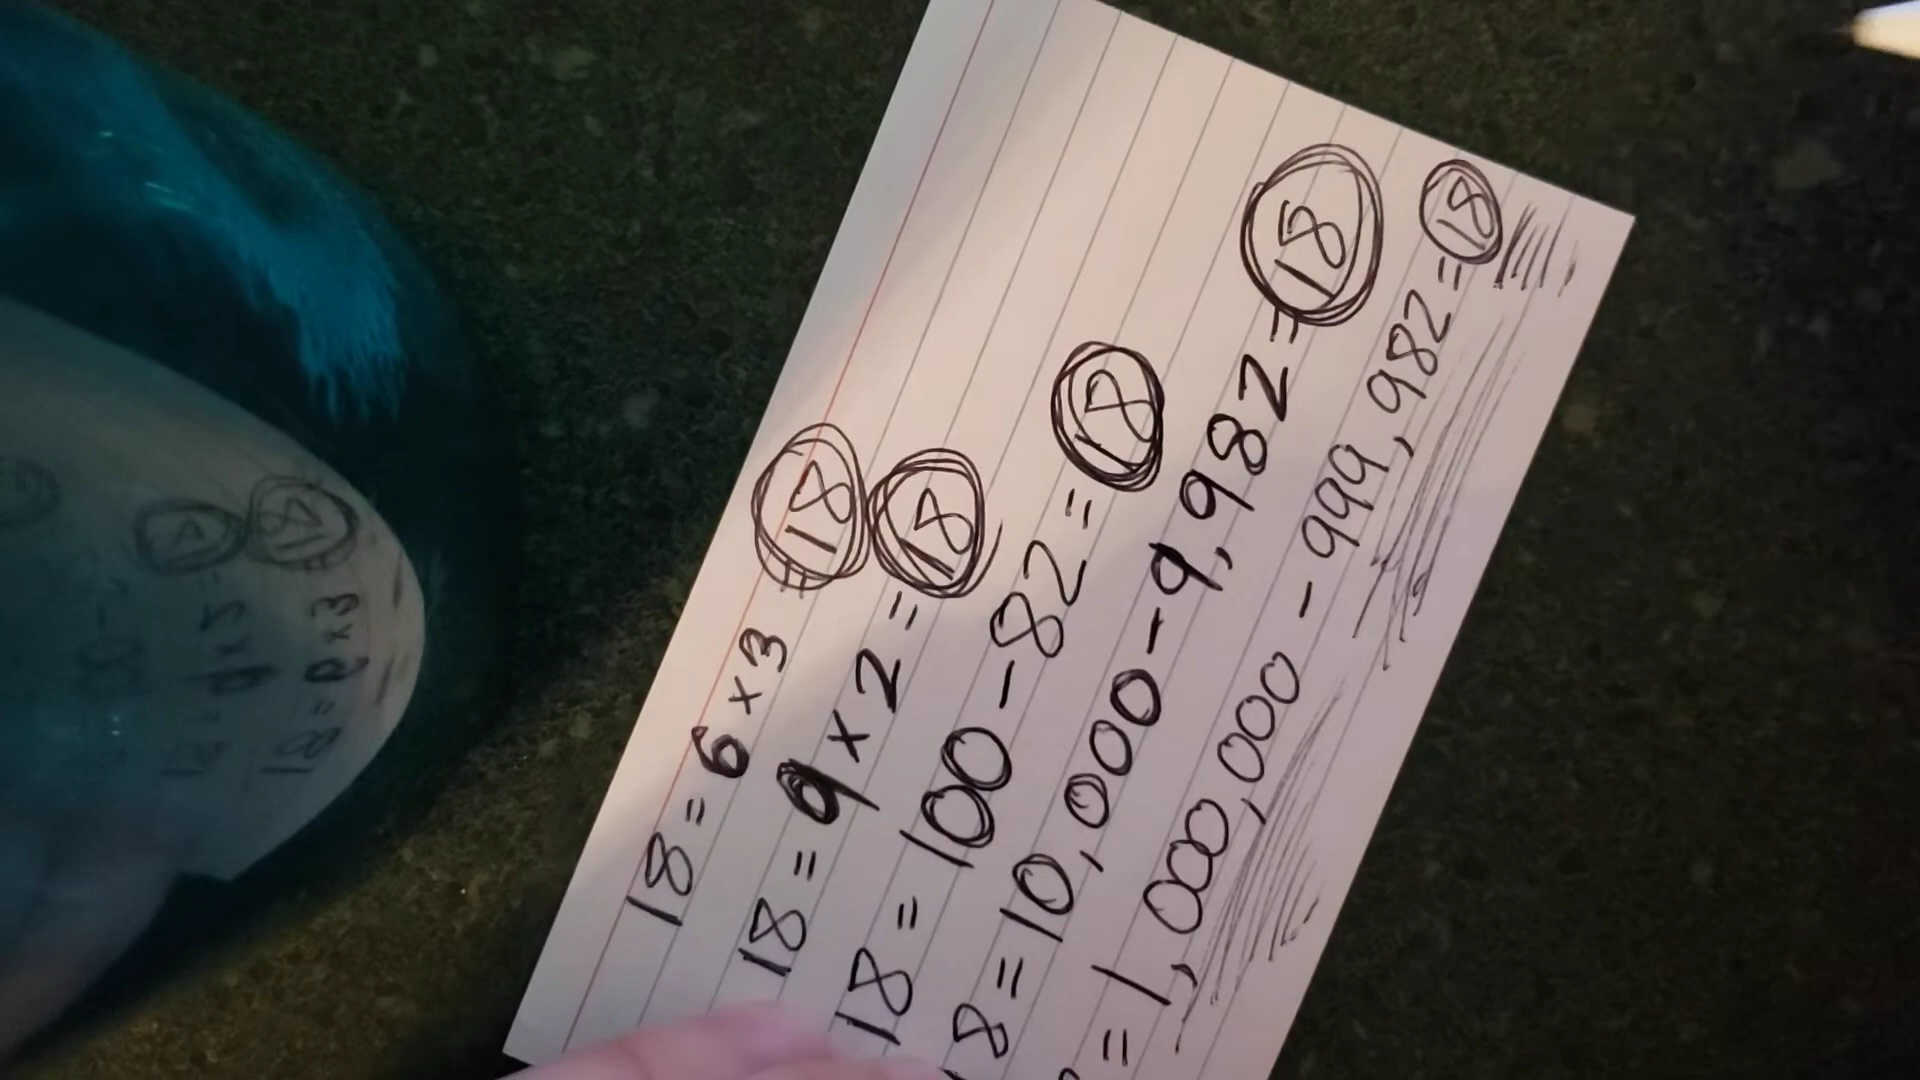 18 = 6 x 3 = 18
18 = 9 x 2 = 18
18 = 100 - 82 = 18
18 = 10,000 - 9,982 = 18
= 1,000,000 - 999,982 = 18